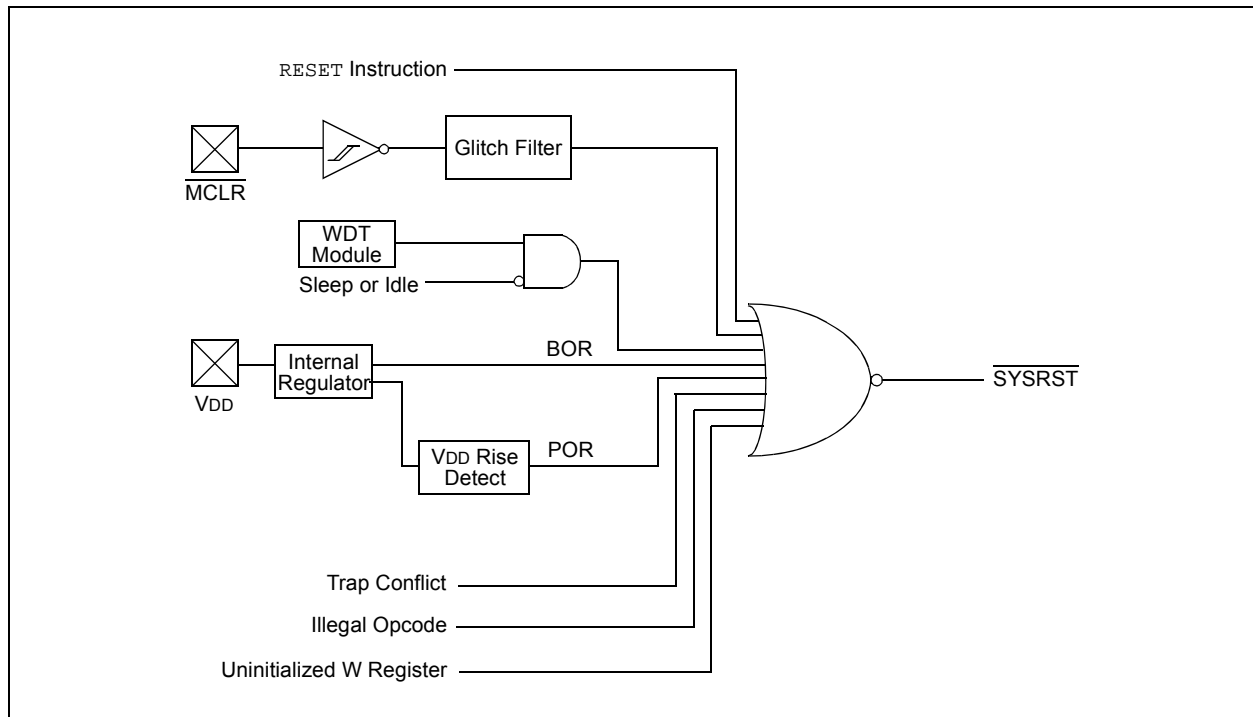 RESET Instruction
Glitch Filter
MCLR
WDT
Module
Sleep or Idle
BOR
Internal
Regulator
VDD
SYSRST
POR
VDD Rise
Detect
Trap Conflict
Illegal Opcode
Uninitialized W Register